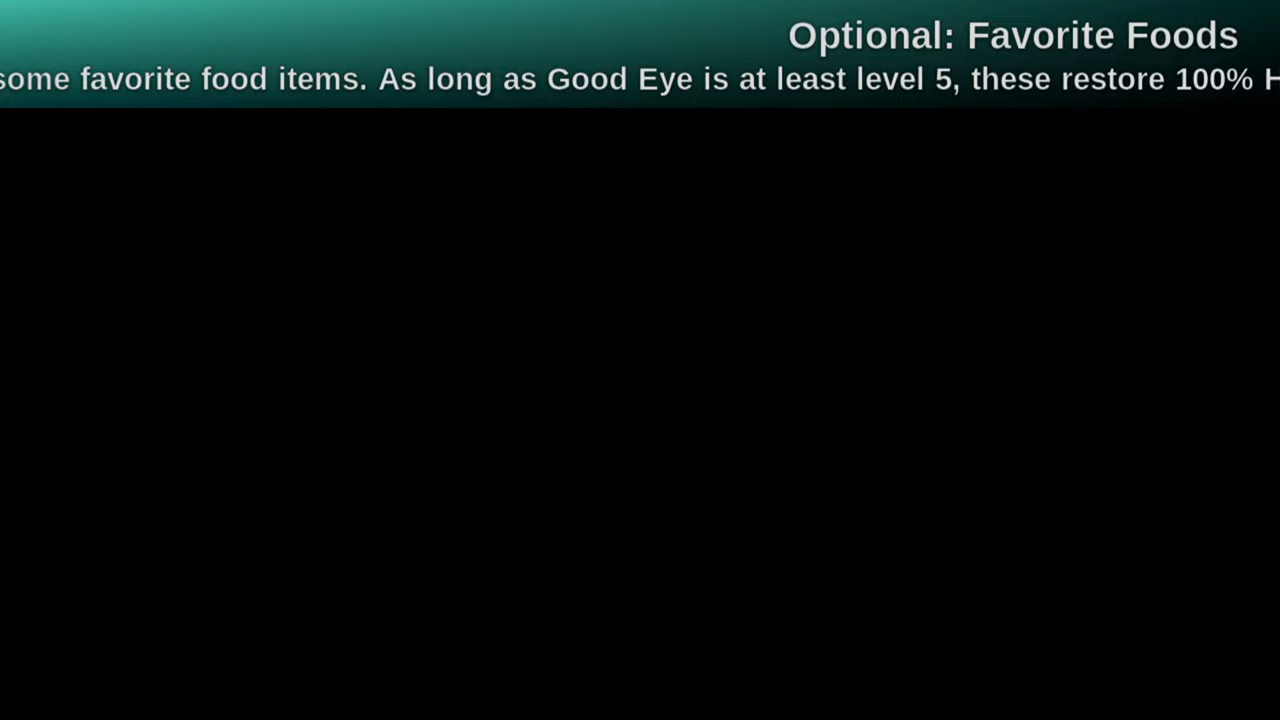 Optional: Favorite Foods
some favorite food items. As long as Good Eye is at least level 5, these restore 100% H